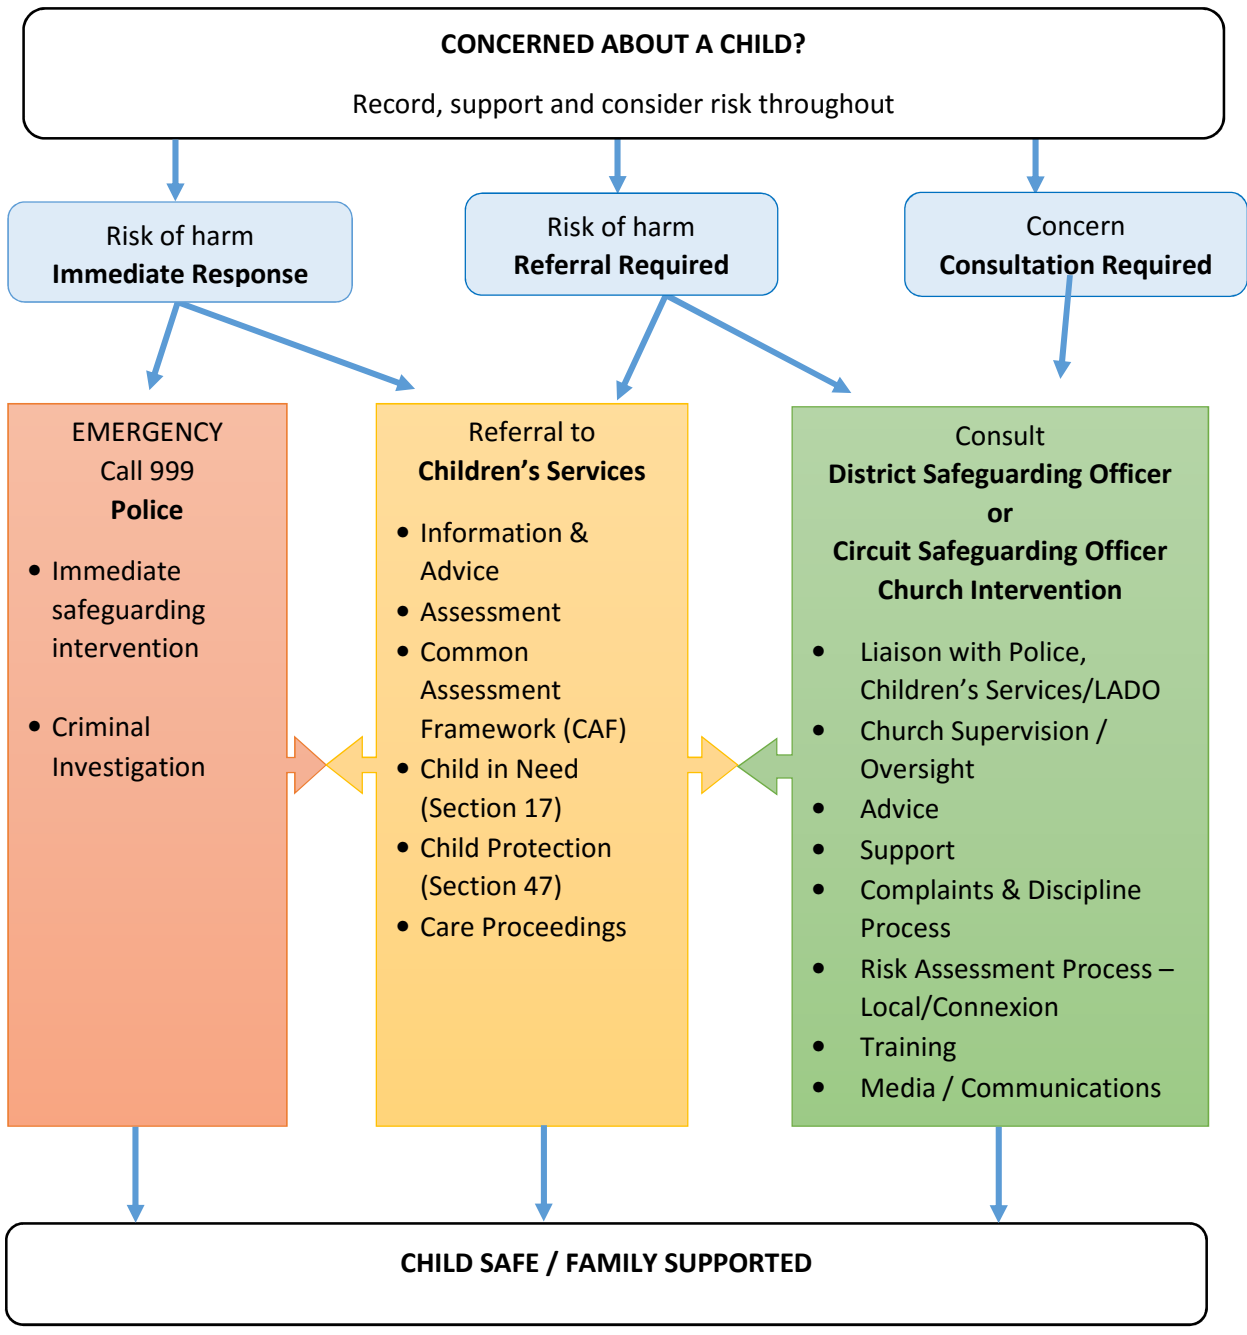 CONCERNED ABOUT A CHILD?
Record, support and consider risk throughout
Risk of harm
Immediate Response
Risk of harm
Referral Required
Concern
Consultation Required
EMERGENCY
Call 999
Police
• Immediate
safeguarding
intervention
• Criminal
Investigation
Referral to
Children’s Services
• Information &
Advice
• Assessment
• Common
Assessment
Framework (CAF)
• Child in Need
(Section 17)
• Child Protection
(Section 47)
• Care Proceedings
Consult
District Safeguarding Officer
or
Circuit Safeguarding Officer
Church Intervention
• Liaison with Police,
Children’s Services/LADO
• Church Supervision /
Oversight
• Advice
• Support
• Complaints & Discipline
Process
• Risk Assessment Process –
Local/Connexion
• Training
• Media / Communications
CHILD SAFE / FAMILY SUPPORTED